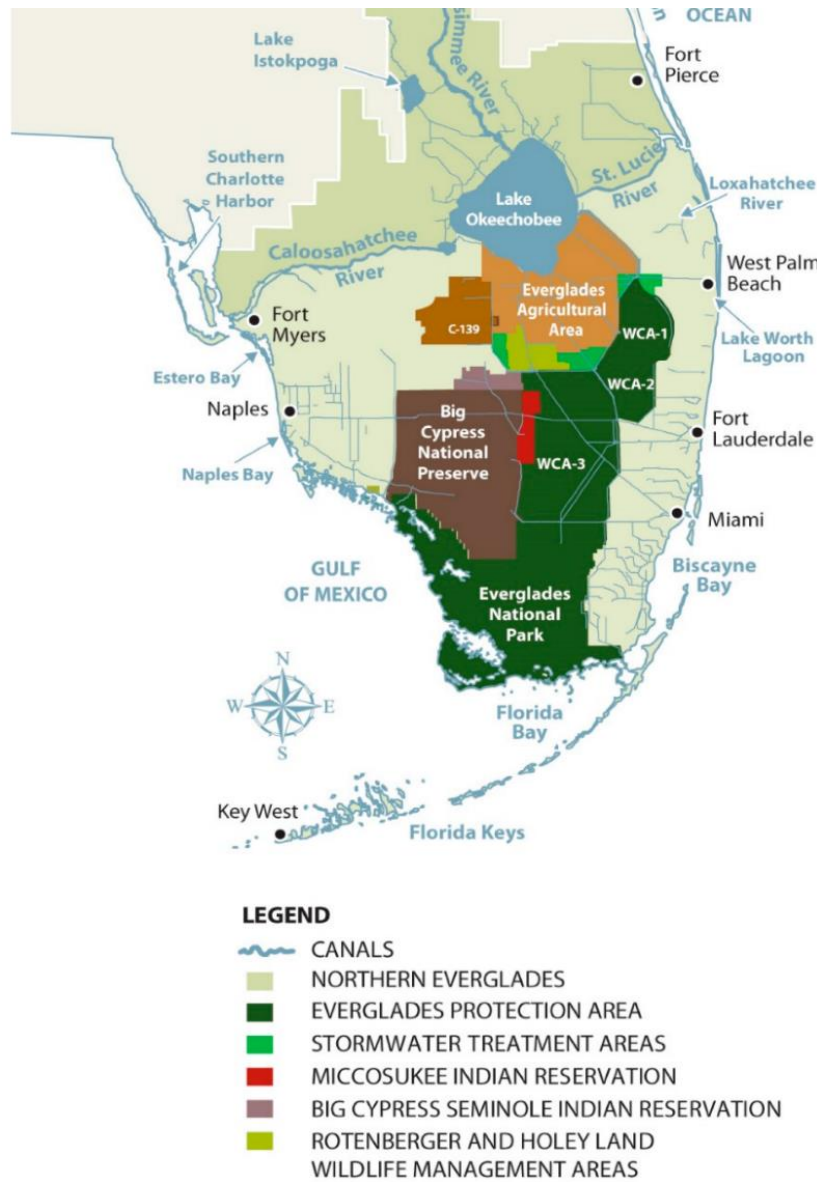 OCEAN
Lake
Istokpoga
simmee River
Fort
Pierce
Southern
Charlotte
Harbor
St. Lucie
River
Loxahatchee
River
Lake
Okeechobee
Caloosahatchee
River
West Palm
Beach
Everglades
Agricultural
Area
Fort
Myers
C-139
WCA-1
Lake Worth
Lagoon
Estero Bay
WCA-2
Naples
Big
Cypress
National
Preserve
Fort
Lauderdale
Naples Bay
WCA-3
Miami
GULF
OF MEXICO
Biscayne
Bay
Everglades
National
Park
N
W
E
S
Florida
Bay
Key West
Florida Keys
LEGEND
CANALS
NORTHERN EVERGLADES
EVERGLADES PROTECTION AREA
STORMWATER TREATMENT AREAS
MICCOSUKEE INDIAN RESERVATION
BIG CYPRESS SEMINOLE INDIAN RESERVATION
ROTENBERGER AND HOLEY LAND
WILDLIFE MANAGEMENT AREAS